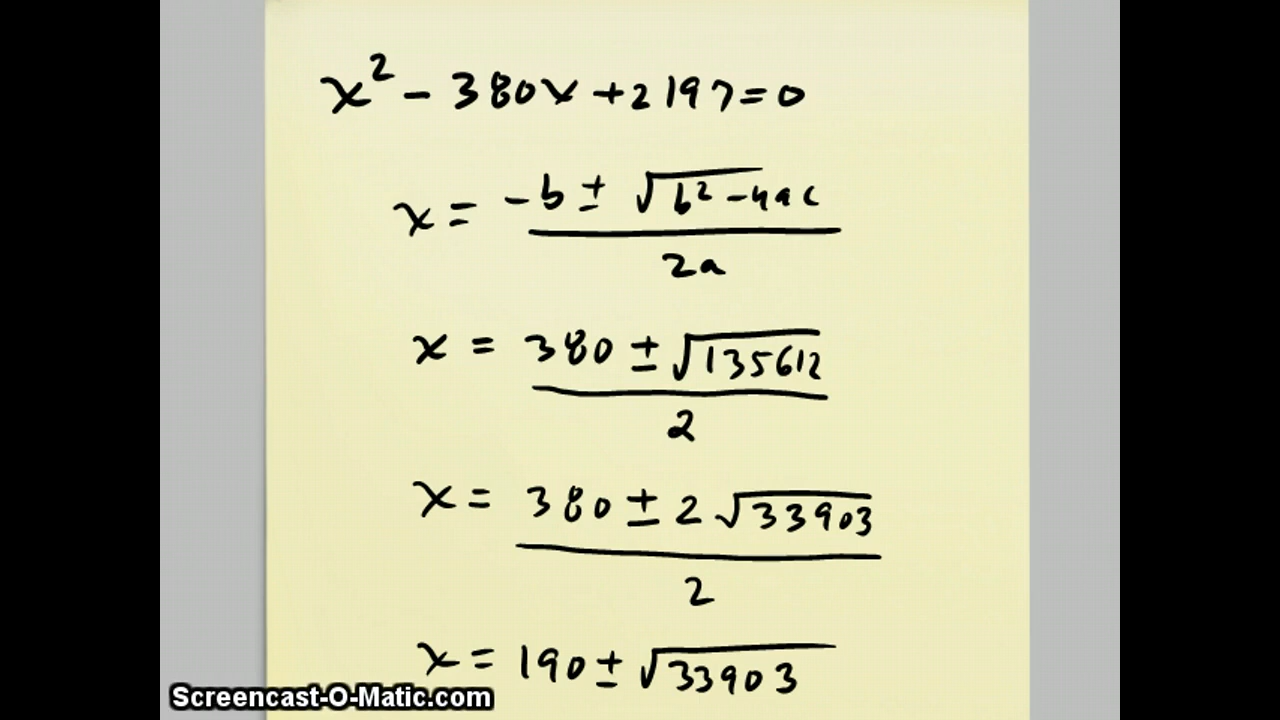 x² - 380x + 2197 = 0
x = -b ± √b² - 4ac / 2a
x = 380 ± √135612 / 2
x = 380 ± 2√33903 / 2
x = 190 ± √33903
Screencast-O-Matic.com